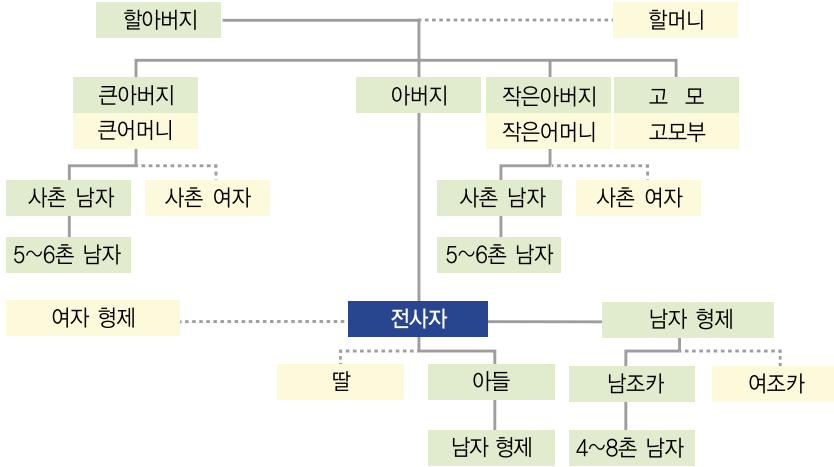 할아버지
할머니
큰아버지
아버지
작은아버지
고 모
큰어머니
작은어머니
고모부
사촌 남자
사촌 여자
사촌 남자
사촌 여자
5~6촌 남자
5~6촌 남자
여자 형제
전사자
남자 형제
딸
아들
남조카
여조카
남자 형제
4~8촌 남자